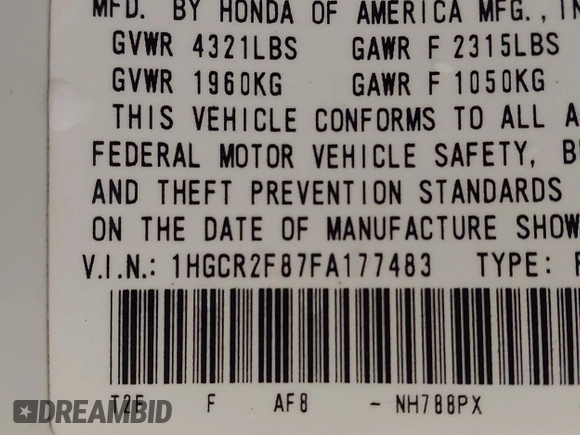 MFD. BY HONDA OF AMERICA MFG., IN
GVWR 4321LBS GAWR F 2315LBS
GVWR 1960KG GAWR F 1050KG
THIS VEHICLE CONFORMS TO ALL A
FEDERAL MOTOR VEHICLE SAFETY, B
AND THEFT PREVENTION STANDARDS
ON THE DATE OF MANUFACTURE SHOW
V.I.N.: 1HGCR2F87FA177483 TYPE:
F AF8 - NH788PX
DREAMBID